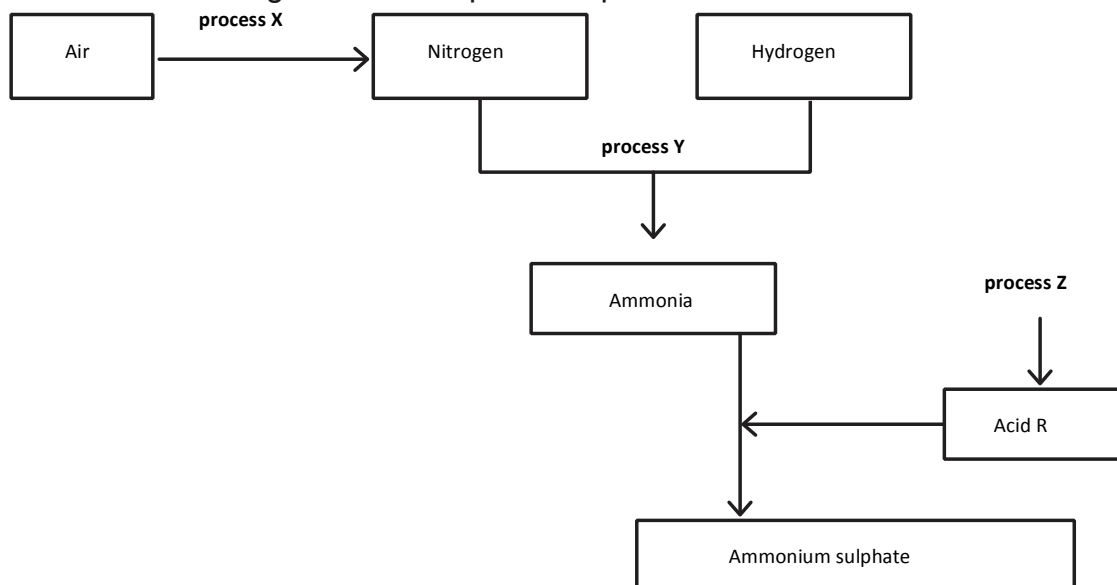 process X
Air
Nitrogen
Hydrogen
process Y
Ammonia
process Z
Acid R
Ammonium sulphate